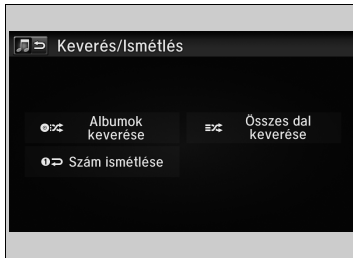 Keverés/Ismétlés
Albumok
keverése
Összes dal
keverése
Szám ismétlése